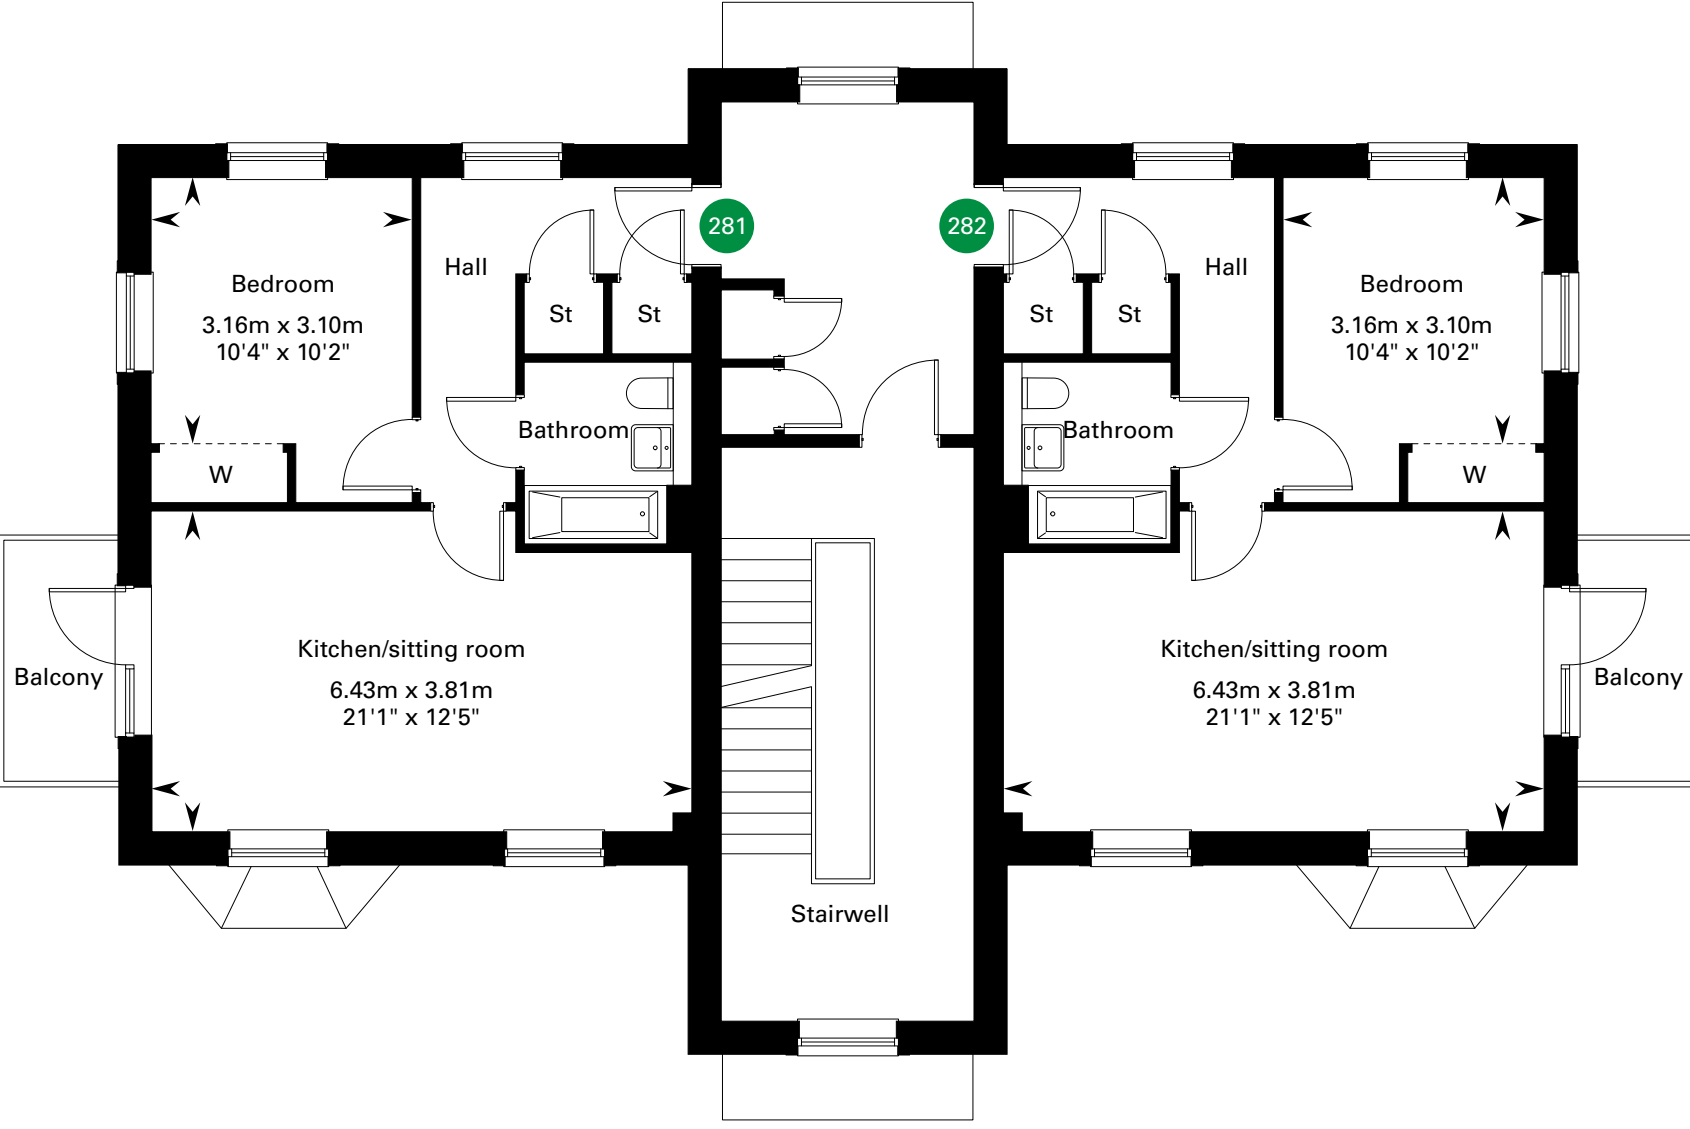 281
282
Hall
Hall
Bedroom
3.16m x 3.10m
10'4" x 10'2"
Bedroom
3.16m x 3.10m
10'4" x 10'2"
St
St
St
St
Bathroom
Bathroom
W
W
Kitchen/sitting room
6.43m x 3.81m
21'1" x 12'5"
Kitchen/sitting room
6.43m x 3.81m
21'1" x 12'5"
Balcony
Balcony
Stairwell